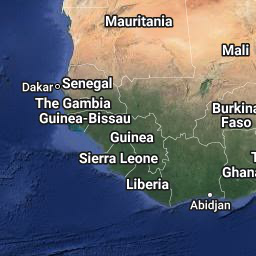 Mauritania
Mali
Dakar
Senegal
The Gambia
Guinea-Bissau
Burkina
Faso
Guinea
Sierra Leone
Ghana
Liberia
Abidjan